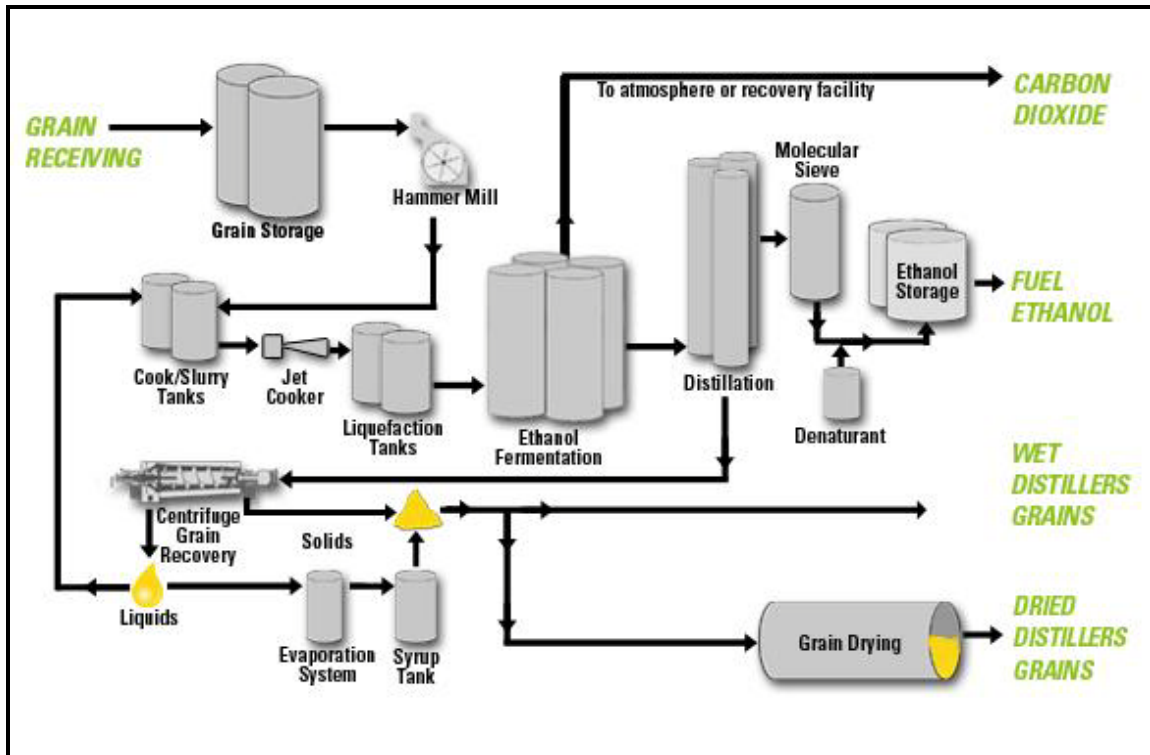 GRAIN
RECEIVING
Grain Storage
Hammer Mill
To atmosphere or recovery facility
CARBON
DIOXIDE
Molecular
Sieve
Ethanol
Storage
FUEL
ETHANOL
Cook/Slurry
Tanks
Jet
Cooker
Liquefaction
Tanks
Ethanol
Fermentation
Distillation
Denaturant
WET
DISTILLERS
GRAINS
Centrifuge
Grain
Recovery
Solids
Liquids
Evaporation
System
Syrup
Tank
Grain Drying
DRIED
DISTILLERS
GRAINS